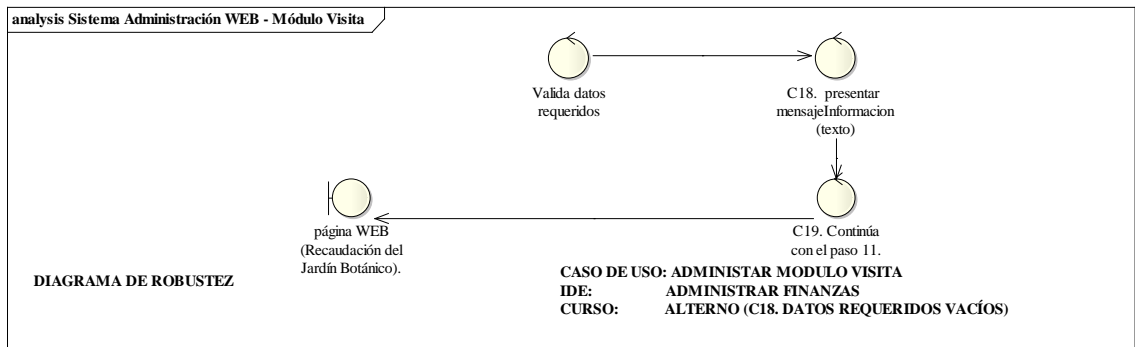 analysis Sistema Administración WEB - Módulo Visita
Valida datos
requeridos
C18.  presentar
mensajeInformacion
(texto)
página WEB
(Recaudación del
Jardín Botánico).
C19. Continúa
con el paso 11.
DIAGRAMA DE ROBUSTEZ
CASO DE USO: ADMINISTAR MODULO VISITA
IDE: ADMINISTRAR FINANZAS
CURSO: ALTERNO (C18. DATOS REQUERIDOS VACÍOS)